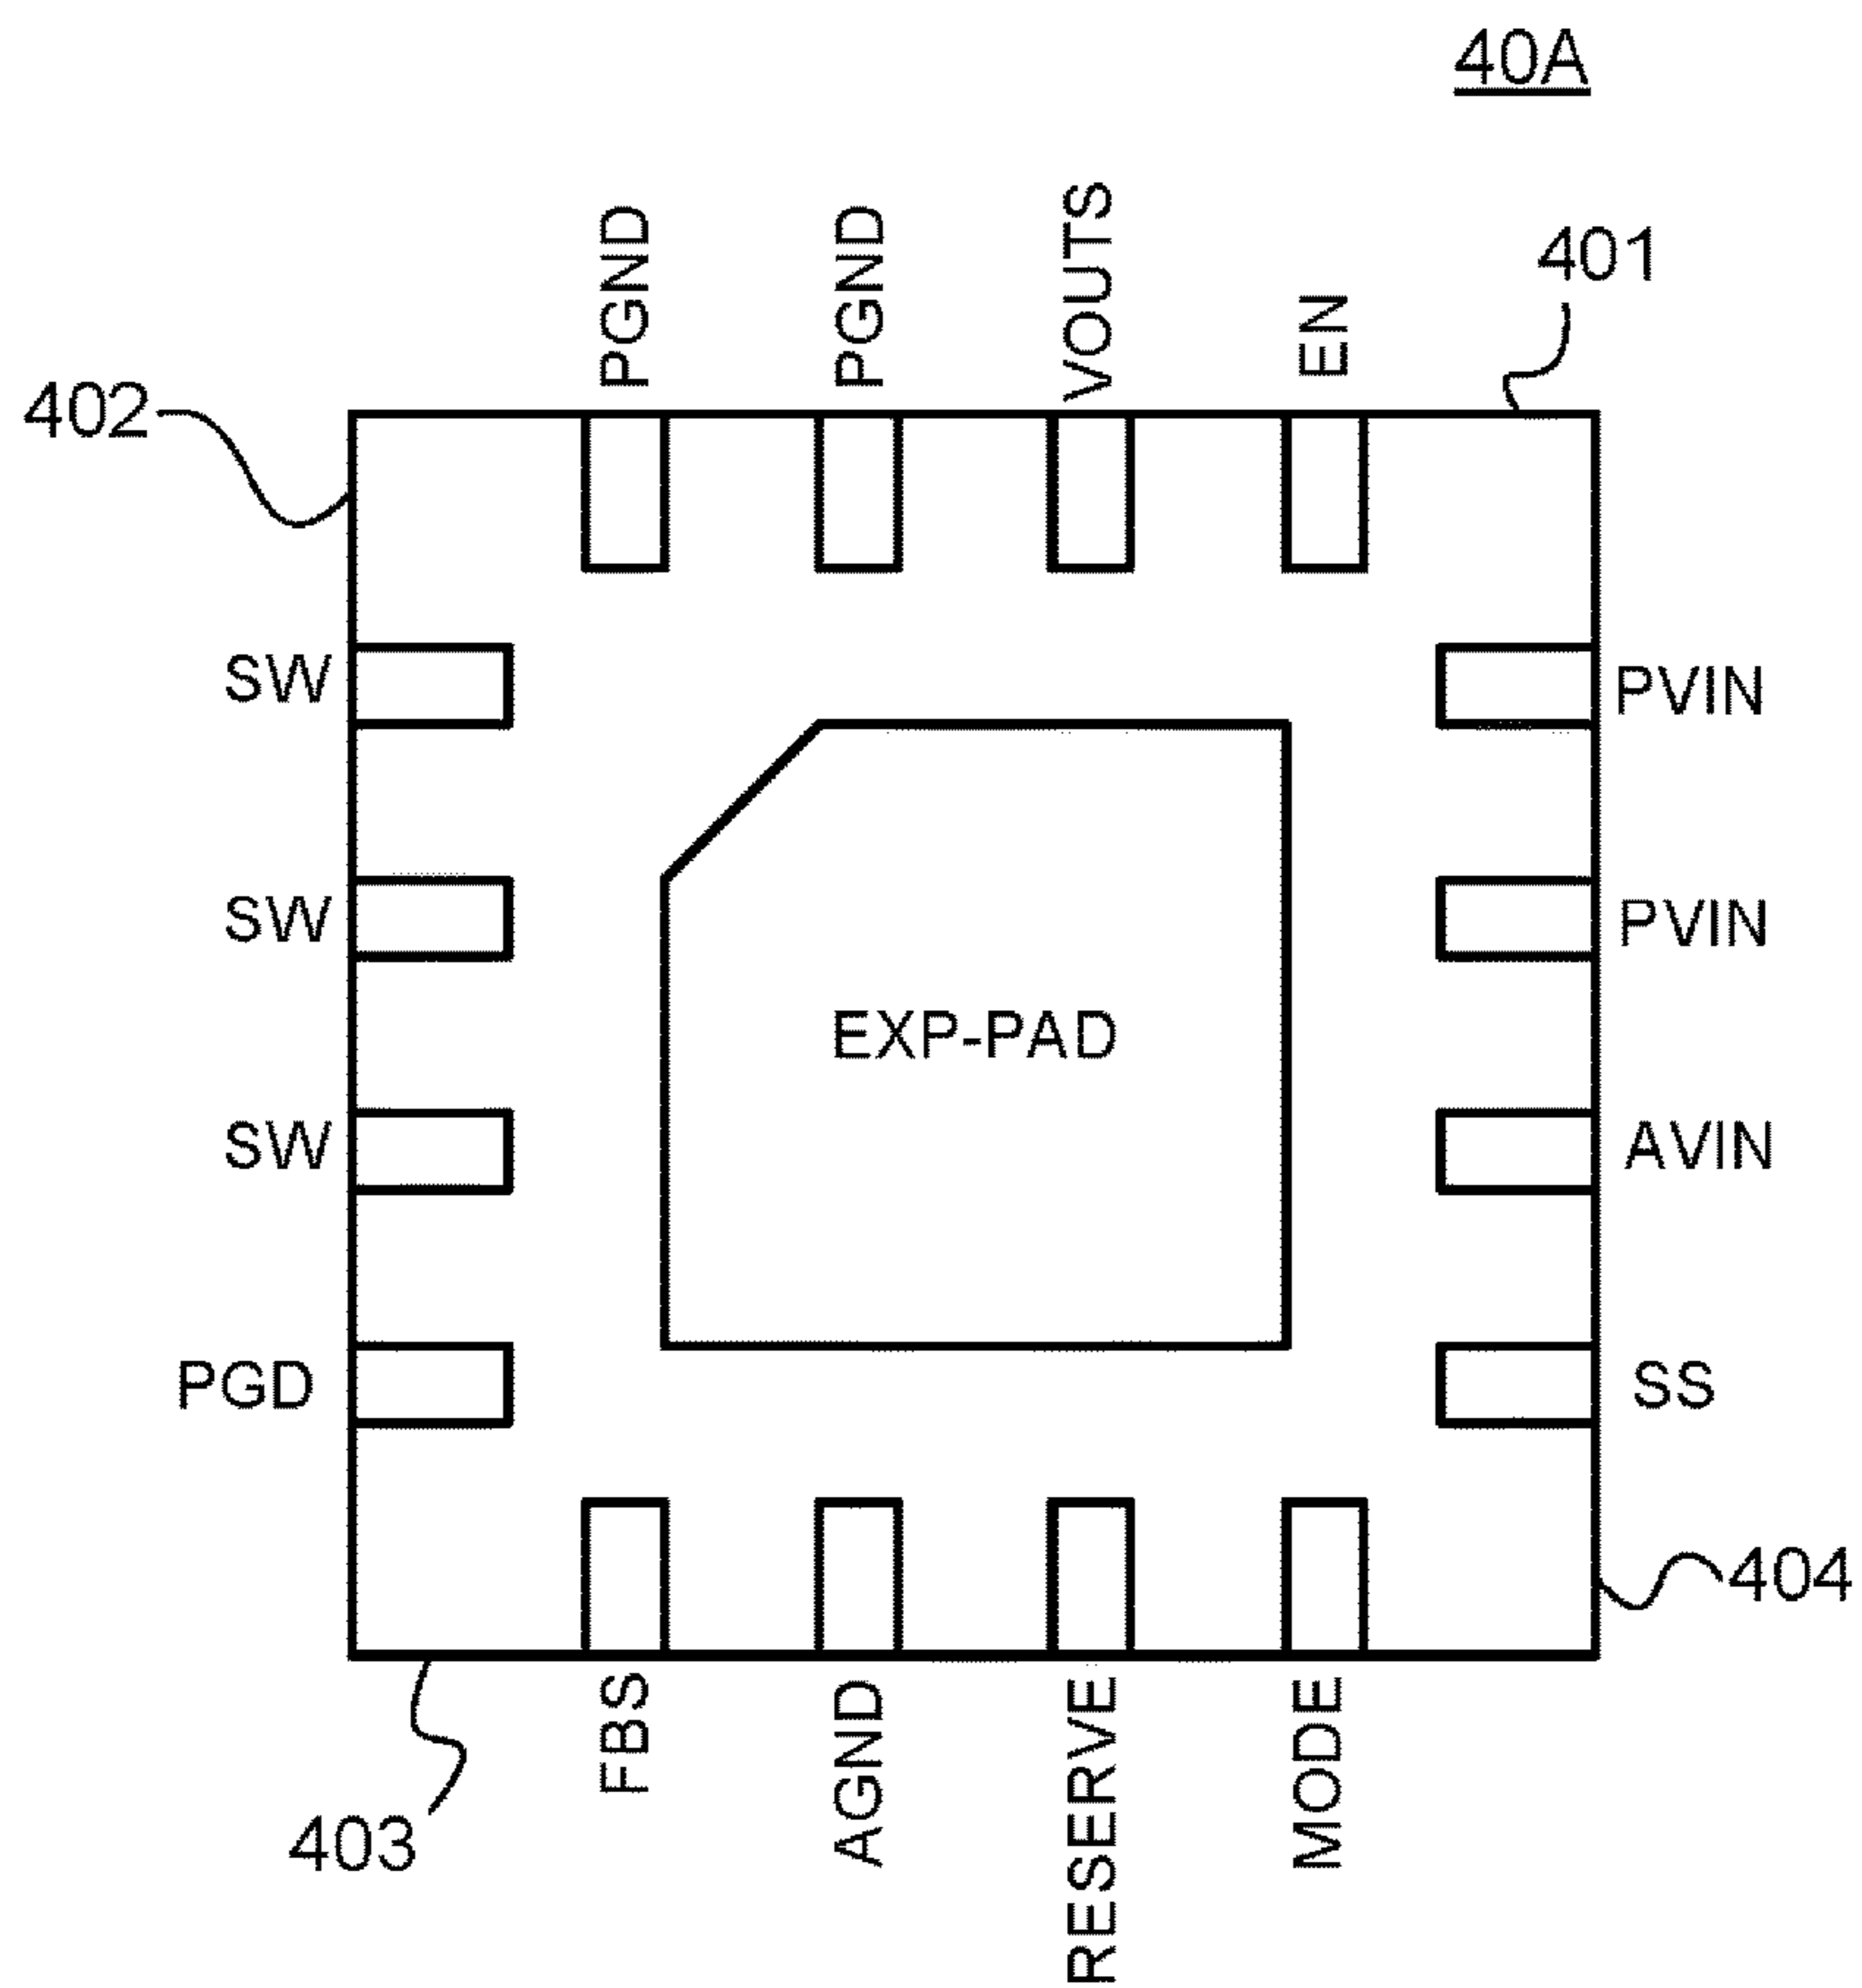 40A
PGND
PGND
VOUTS
EN
401
402
SW
PVIN
SW
PVIN
EXP-PAD
SW
AVIN
PGD
SS
404
FBS
AGND
RESERVE
MODE
403